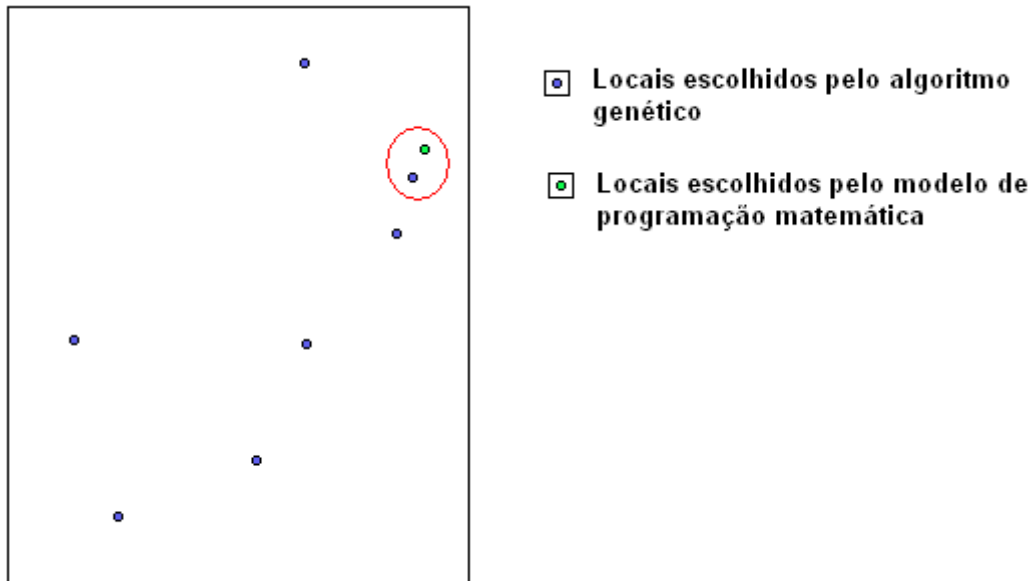 Locais escolhidos pelo algoritmo
genético
Locais escolhidos pelo modelo de
programação matemática